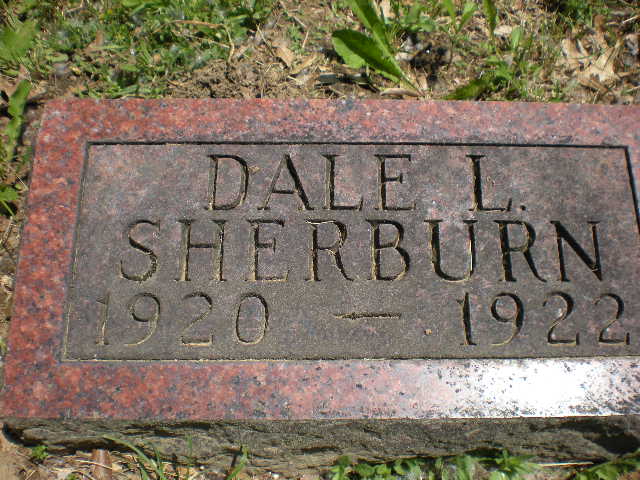 DALE L.
SHERBURN
1920 – 1922